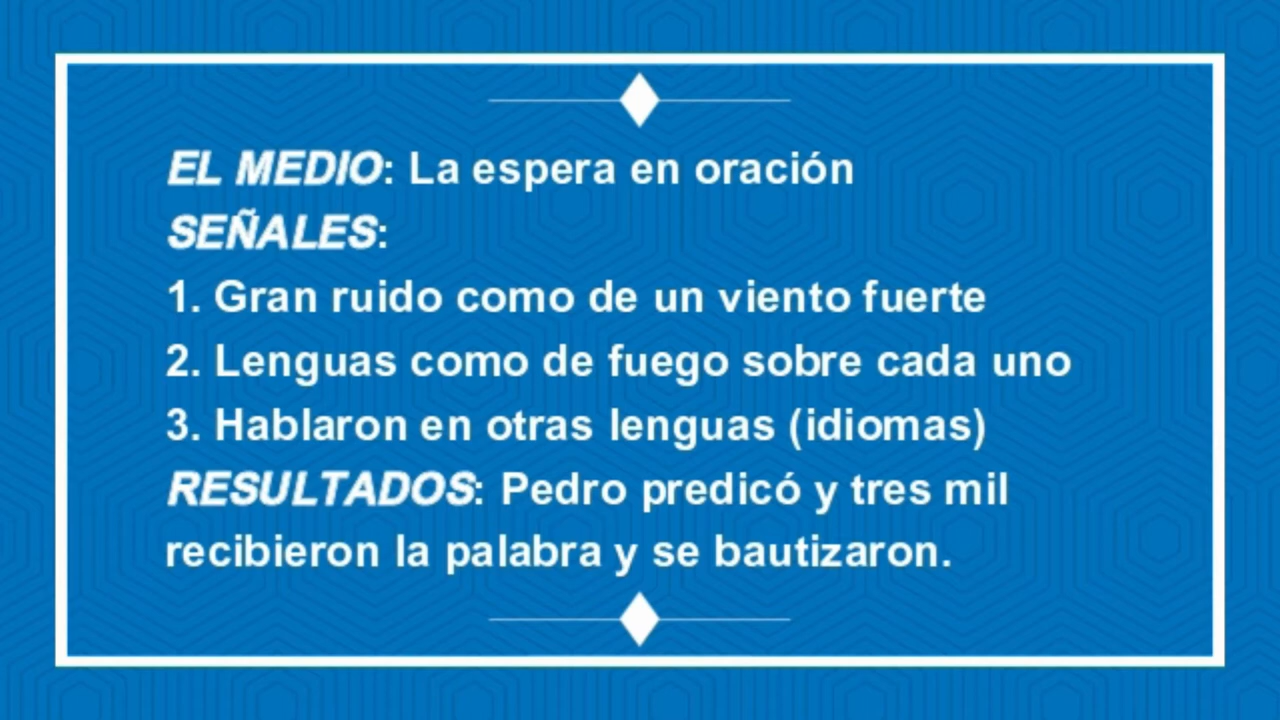 EL MEDIO: La espera en oración
SEÑALES:
1. Gran ruido como de un viento fuerte
2. Lenguas como de fuego sobre cada uno
3. Hablaron en otras lenguas (idiomas)
RESULTADOS: Pedro predicó y tres mil
recibieron la palabra y se bautizaron.